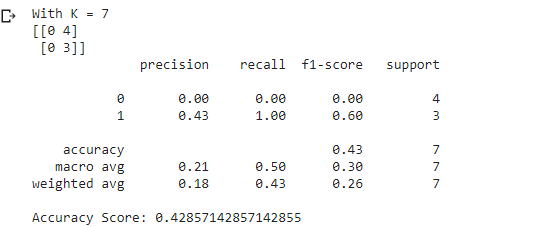 With K = 7
[[0 4]
 [0 3]]
              precision    recall  f1-score   support

           0       0.00      0.00      0.00         4
           1       0.43      1.00      0.60         3

    accuracy                           0.43         7
   macro avg       0.21      0.50      0.30         7
weighted avg       0.18      0.43      0.26         7

Accuracy Score: 0.42857142857142855